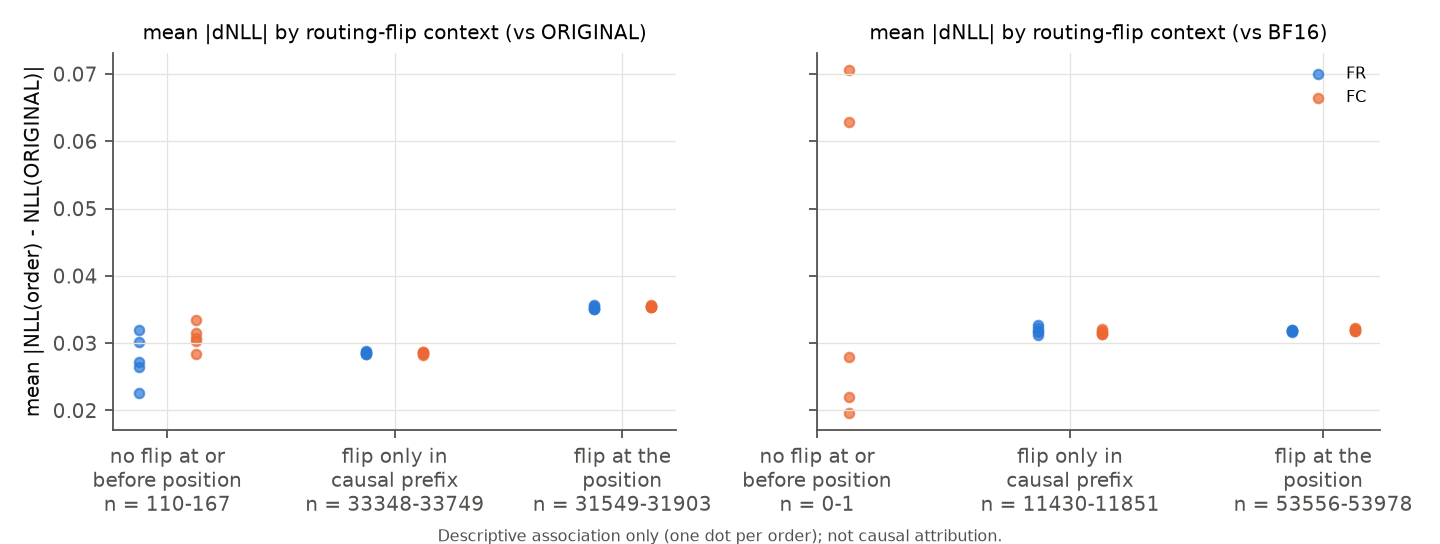 mean |dNLL| by routing-flip context (vs ORIGINAL)
mean |NLL(order) - NLL(ORIGINAL)|
0.07
0.06
0.05
0.04
0.03
0.02
no flip at or
before position
n = 110-167
flip only in
causal prefix
n = 33348-33749
flip at the
position
n = 31549-31903
mean |dNLL| by routing-flip context (vs BF16)
FR
FC
no flip at or
before position
n = 0-1
flip only in
causal prefix
n = 11430-11851
flip at the
position
n = 53556-53978
Descriptive association only (one dot per order); not causal attribution.